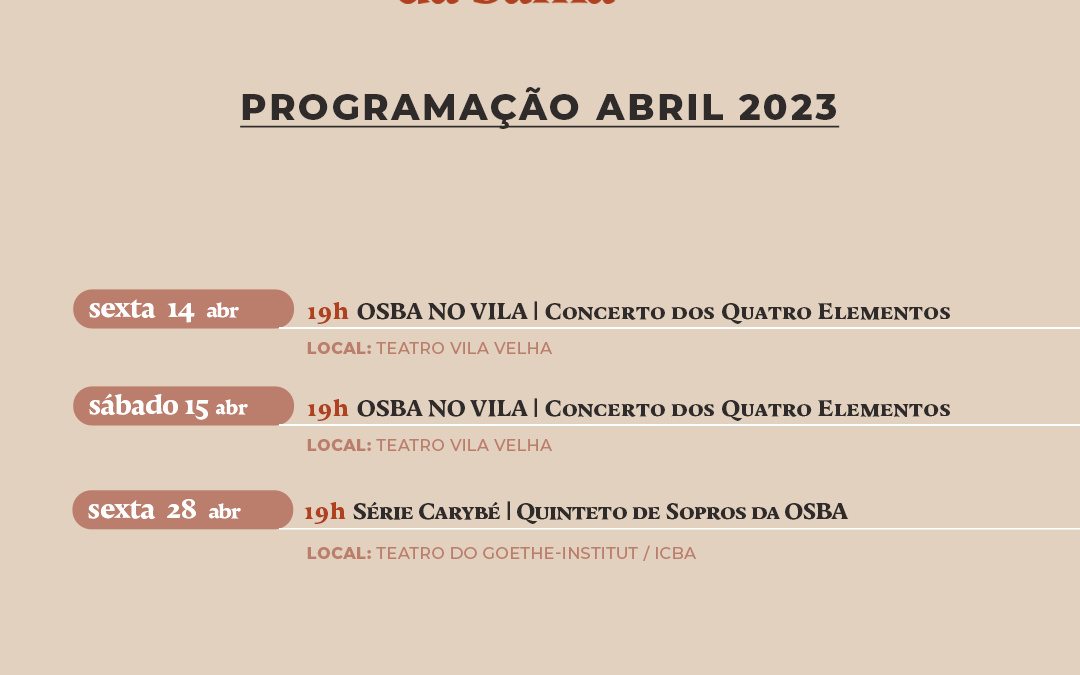 PROGRAMAÇÃO ABRIL 2023
sexta 14 abr
19h OSBA NO VILA | Concerto dos Quatro Elementos
LOCAL: TEATRO VILA VELHA
sábado 15 abr
19h OSBA NO VILA | Concerto dos Quatro Elementos
LOCAL: TEATRO VILA VELHA
sexta 28 abr
19h Série Carybé | Quinteto de Sopros da OSBA
LOCAL: TEATRO DO GOETHE-INSTITUT / ICBA